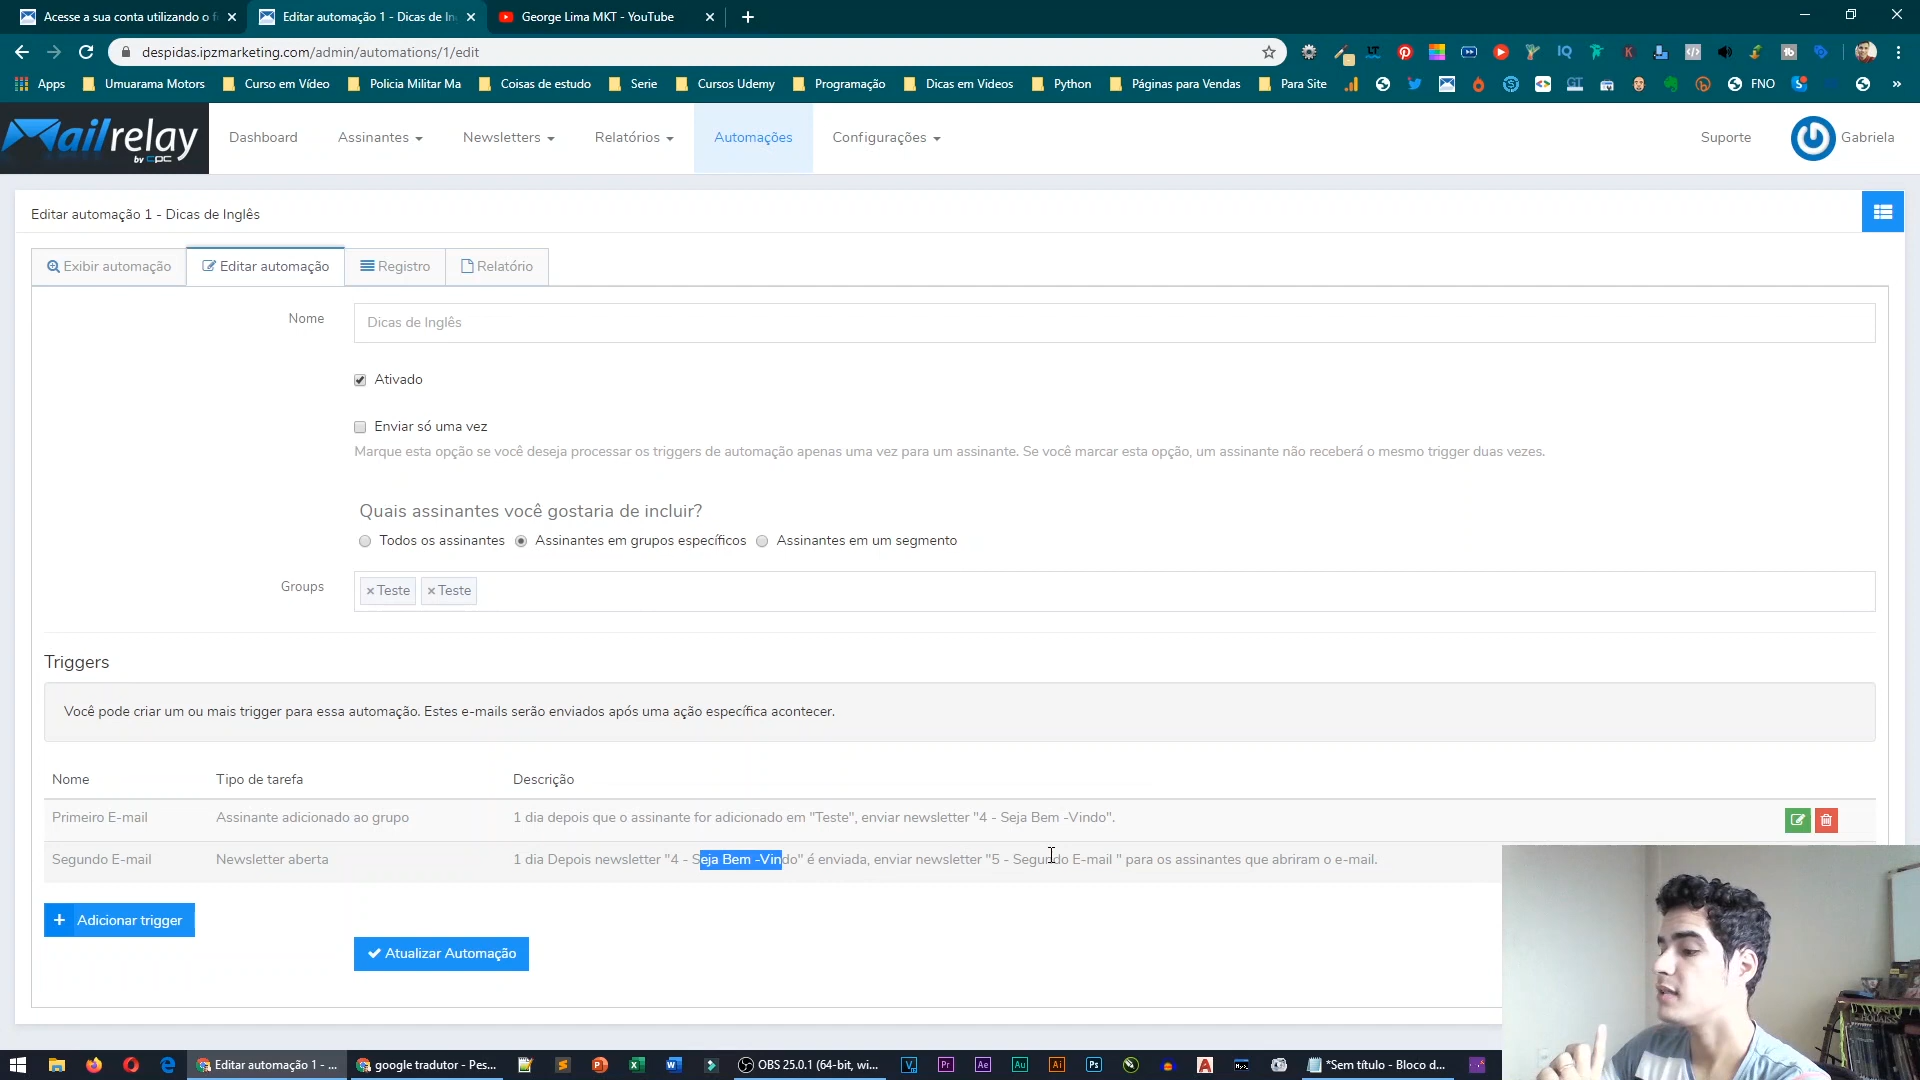 Acesse a sua conta utilizando o f
Editar automação 1 - Dicas de In
George Lima MKT - YouTube
despidas.ipzmarketing.com/admin/automations/1/edit
Apps
Umuarama Motors
Curso em Vídeo
Policia Militar Ma
Coisas de estudo
Serie
Cursos Udemy
Programação
Dicas em Videos
Python
Páginas para Vendas
Para Site
FNO
Mailrelay
by cpc
Dashboard
Assinantes
Newsletters
Relatórios
Automações
Configurações
Suporte
Gabriela
Editar automação 1 - Dicas de Inglês
Exibir automação
Editar automação
Registro
Relatório
Nome
Dicas de Inglês
Ativado
Enviar só uma vez
Marque esta opção se você deseja processar os triggers de automação apenas uma vez para um assinante. Se você marcar esta opção, um assinante não receberá o mesmo trigger duas vezes.
Quais assinantes você gostaria de incluir?
Todos os assinantes
Assinantes em grupos específicos
Assinantes em um segmento
Groups
×Teste
×Teste
Triggers
Você pode criar um ou mais trigger para essa automação. Estes e-mails serão enviados após uma ação específica acontecer.
Nome
Tipo de tarefa
Descrição
Primeiro E-mail
Assinante adicionado ao grupo
1 dia depois que o assinante for adicionado em "Teste", enviar newsletter "4 - Seja Bem -Vindo".
Segundo E-mail
Newsletter aberta
1 dia Depois newsletter "4 - Seja Bem -Vindo" é enviada, enviar newsletter "5 - Segundo E-mail " para os assinantes que abriram o e-mail.
+ Adicionar trigger
Atualizar Automação
Editar automação 1 - ...
google tradutor - Pes...
OBS 25.0.1 (64-bit, wi...
*Sem título - Bloco d...